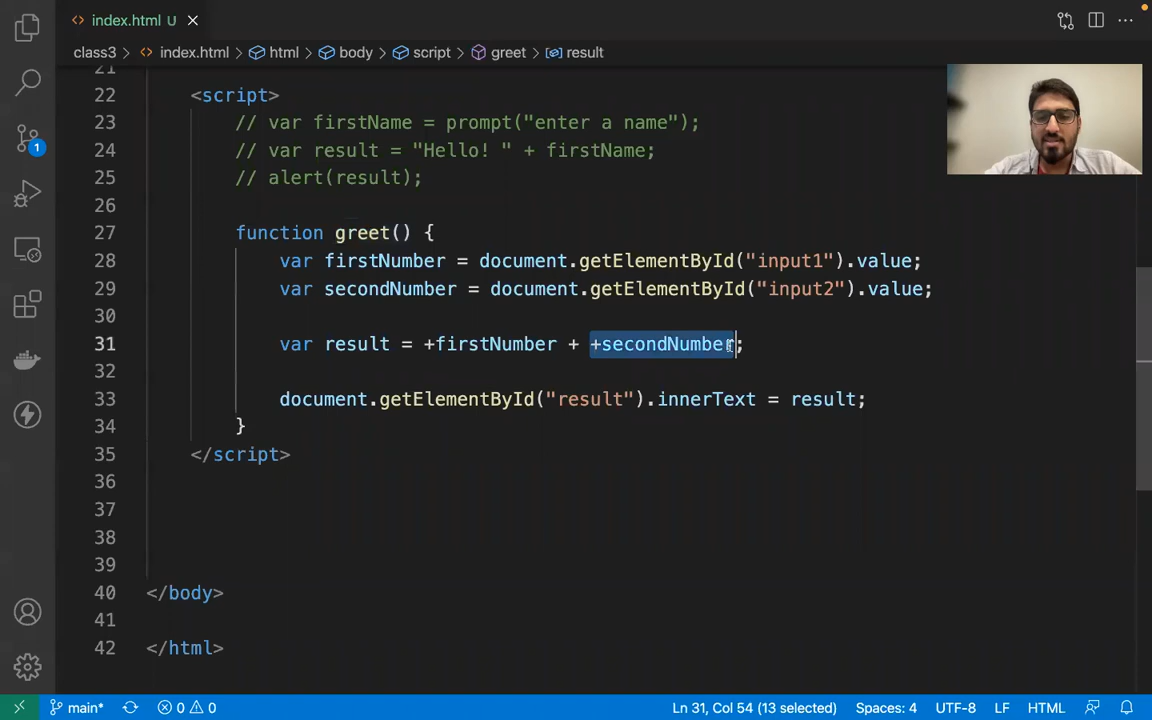 index.html U
class3 > index.html > html > body > script > greet > result
21
22 <script>
23 // var firstName = prompt("enter a name");
24 // var result = "Hello! " + firstName;
25 // alert(result);
26
27 function greet() {
28 var firstNumber = document.getElementById("input1").value;
29 var secondNumber = document.getElementById("input2").value;
30
31 var result = +firstNumber + +secondNumber;
32
33 document.getElementById("result").innerText = result;
34 }
35 </script>
36
37
38
39
40 </body>
41
42 </html>
1
main* 0 0 Ln 31, Col 54 (13 selected) Spaces: 4 UTF-8 LF HTML